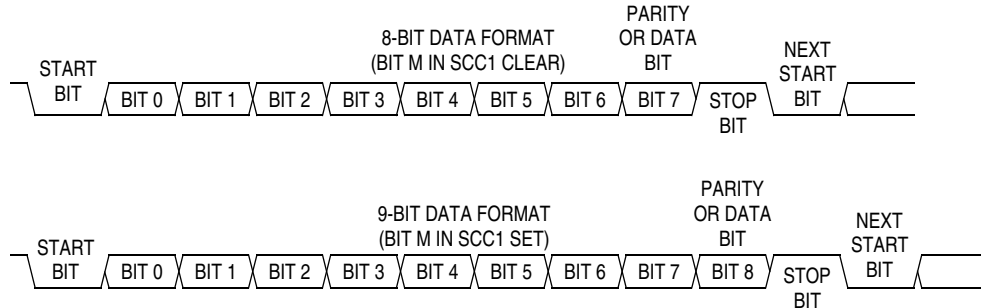 8-BIT DATA FORMAT
(BIT M IN SCC1 CLEAR)
PARITY
OR DATA
BIT
START
BIT
BIT 0
BIT 1
BIT 2
BIT 3
BIT 4
BIT 5
BIT 6
BIT 7
STOP
BIT
NEXT
START
BIT
9-BIT DATA FORMAT
(BIT M IN SCC1 SET)
PARITY
OR DATA
BIT
START
BIT
BIT 0
BIT 1
BIT 2
BIT 3
BIT 4
BIT 5
BIT 6
BIT 7
BIT 8
STOP
BIT
NEXT
START
BIT